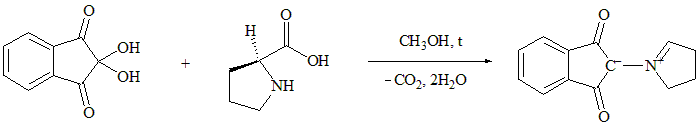 O
OH
OH
O
+
H
O
OH
NH
CH₃OH, t
− CO₂, 2H₂O
O
C⁻
N⁺
O